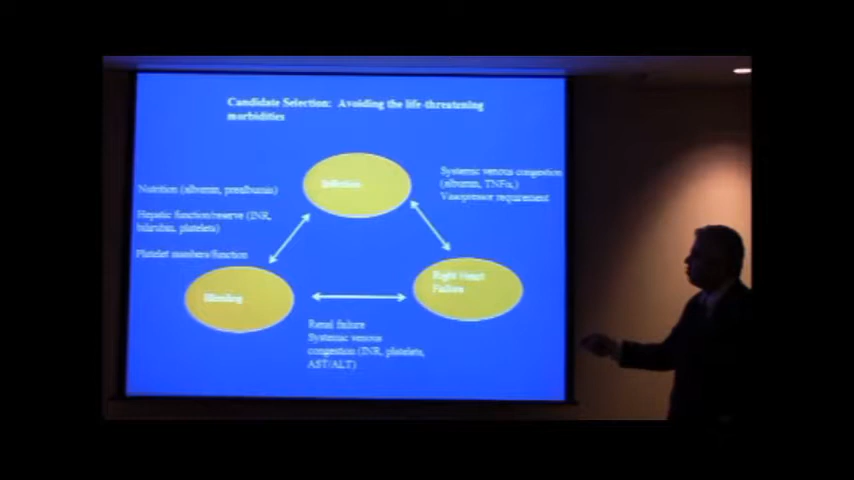 Candidate Selection: Avoiding the life-threatening
morbidities
Infection
Systemic venous congestion
(albumin, TNFα,)
Vasopressor requirement
Nutrition (albumin, prealbumin)
Hepatic function/reserve (INR,
bilirubin, platelets)
Platelet numbers/function
Right Heart
Failure
Bleeding
Renal failure
Systemic venous
congestion (INR, platelets,
AST/ALT)